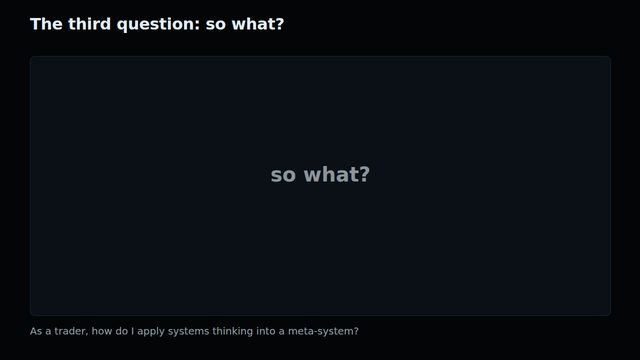 The third question: so what?
so what?
As a trader, how do I apply systems thinking into a meta-system?